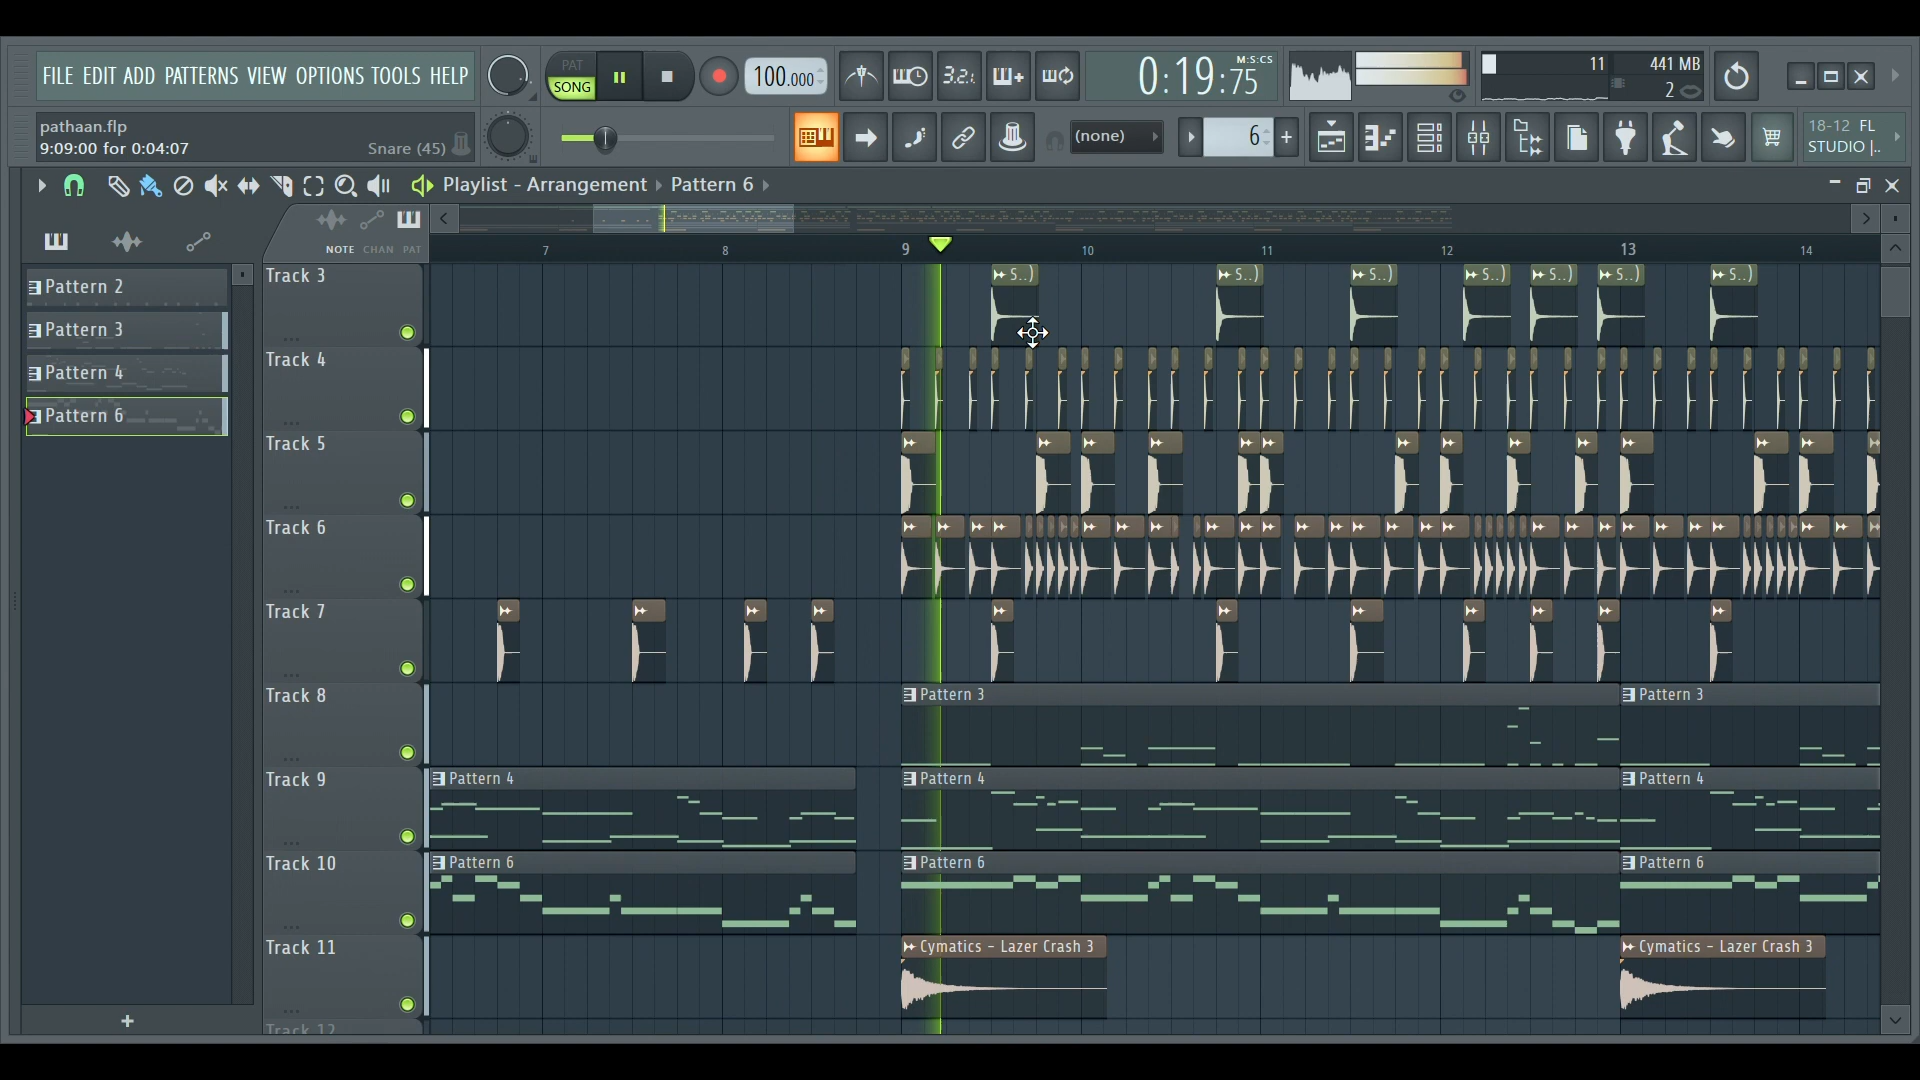 FILE EDIT ADD PATTERNS VIEW OPTIONS TOOLS HELP
PAT
SONG
100.000
3.2.1.
0:19:75
M:S:CS
11
441 MB
2
pathaan.flp
9:09:00 for 0:04:07
Snare (45)
(none)
6
+
18-12 FL
STUDIO |..
Playlist - Arrangement
Pattern 6
NOTE
CHAN
PAT
7
8
9
10
11
12
13
14
Pattern 2
Pattern 3
Pattern 4
Pattern 6
+
Track 3
S..)
S..)
S..)
S..)
S..)
S..)
S..)
Track 4
Track 5
Track 6
Track 7
Track 8
Pattern 3
Pattern 3
Track 9
Pattern 4
Pattern 4
Pattern 4
Track 10
Pattern 6
Pattern 6
Pattern 6
Track 11
Cymatics - Lazer Crash 3
Cymatics - Lazer Crash 3
Track 12